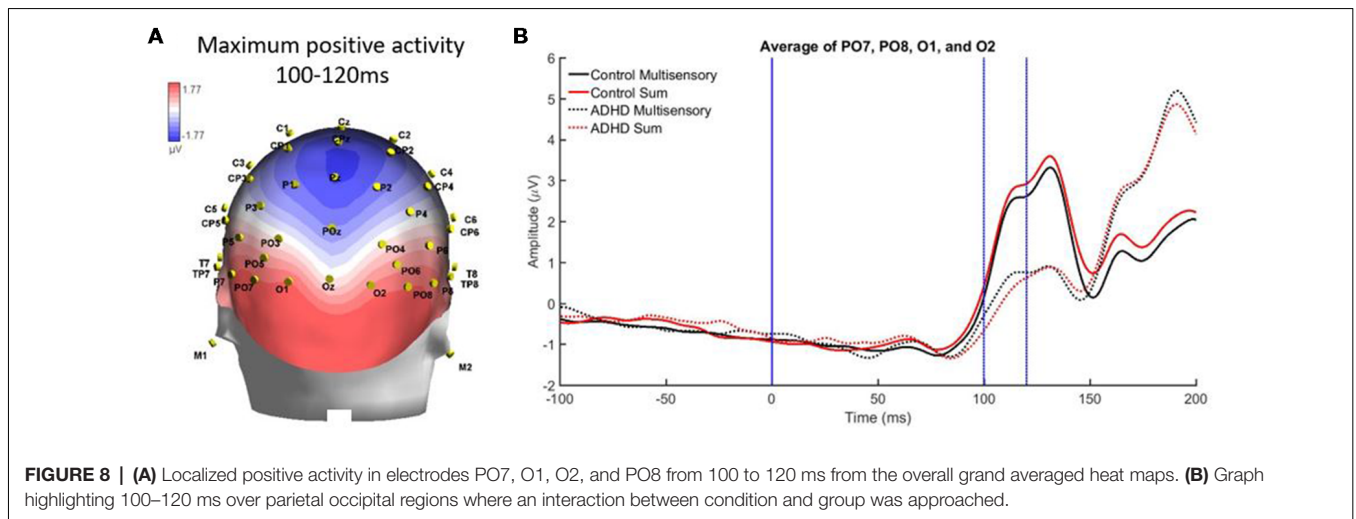 A
Maximum positive activity
100-120ms
1.77
-1.77
µV
Cz
C1
C2
CPz
CP2
C3
C4
CP3
P1
Pz
P2
CP4
C5
P3
P4
C6
CP5
CP6
POz
P5
PO3
PO4
P6
T7
PO5
PO6
T8
TP7
TP8
P7
PO7
O1
Oz
O2
PO8
P8
M1
M2
B
Average of PO7, PO8, O1, and O2
Control Multisensory
Control Sum
ADHD Multisensory
ADHD Sum
6
5
4
3
2
1
0
-1
-2
Amplitude (µV)
-100
-50
0
50
100
150
200
Time (ms)
FIGURE 8 | (A) Localized positive activity in electrodes PO7, O1, O2, and PO8 from 100 to 120 ms from the overall grand averaged heat maps. (B) Graph
highlighting 100–120 ms over parietal occipital regions where an interaction between condition and group was approached.